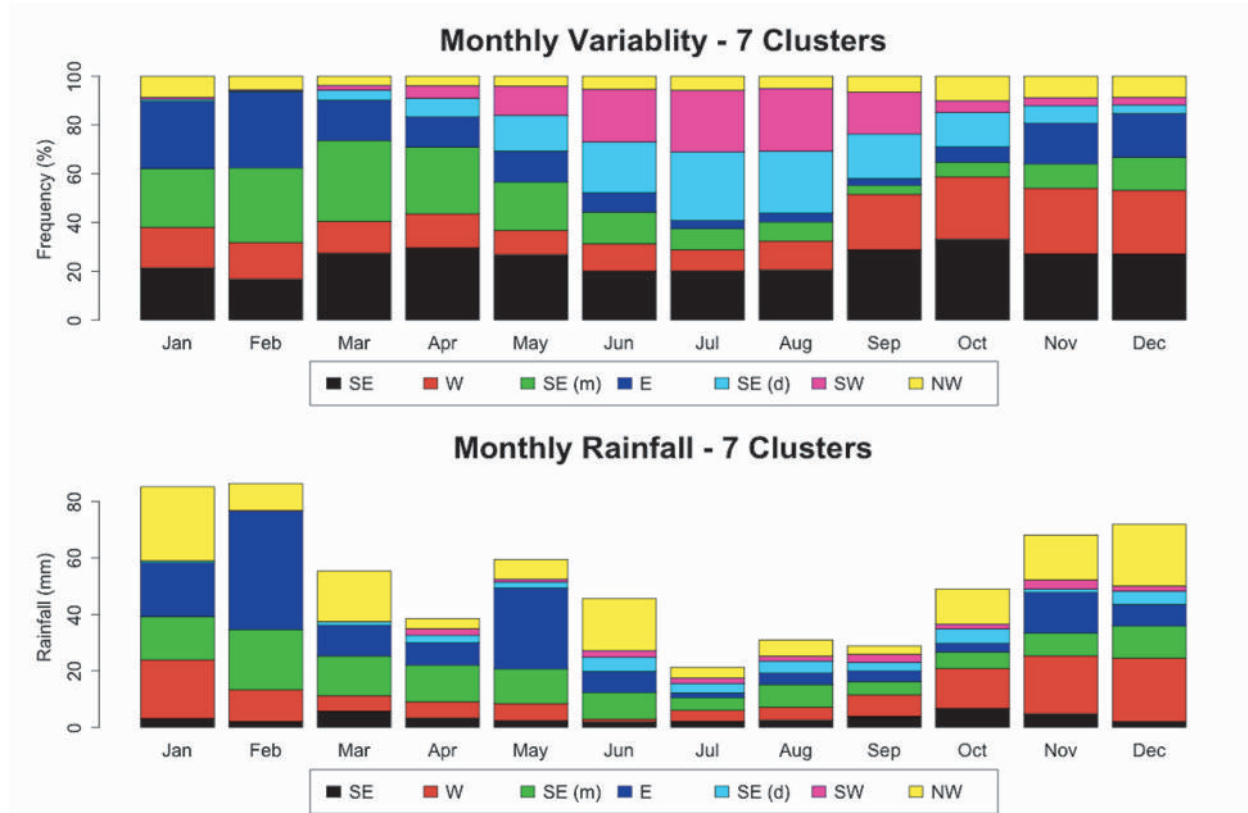 Monthly Variablity - 7 Clusters
Frequency (%)
100
80
60
40
20
0
Jan Feb Mar Apr May Jun Jul Aug Sep Oct Nov Dec
SE W SE (m) E SE (d) SW NW
Monthly Rainfall - 7 Clusters
Rainfall (mm)
80
60
40
20
0
Jan Feb Mar Apr May Jun Jul Aug Sep Oct Nov Dec
SE W SE (m) E SE (d) SW NW